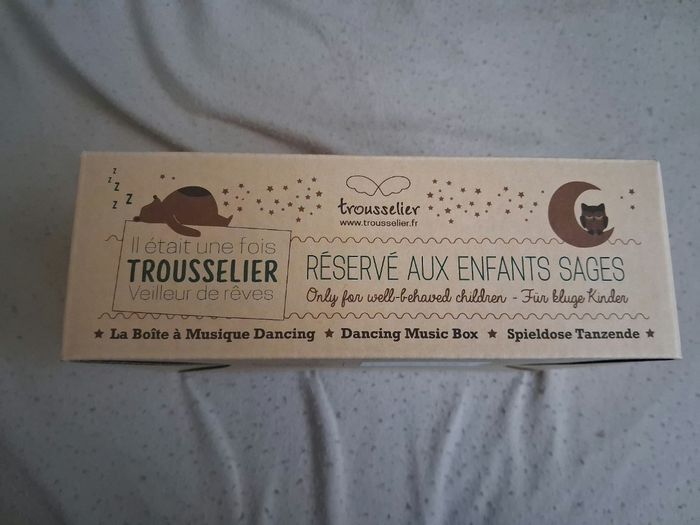 z
z
z
z
trousselier
www.trousselier.fr
Il était une fois
TROUSSELIER
Veilleur de rêves
RÉSERVÉ AUX ENFANTS SAGES
Only for well-behaved children - Für kluge Kinder
La Boîte à Musique Dancing ★ Dancing Music Box ★ Spieldose Tanzende